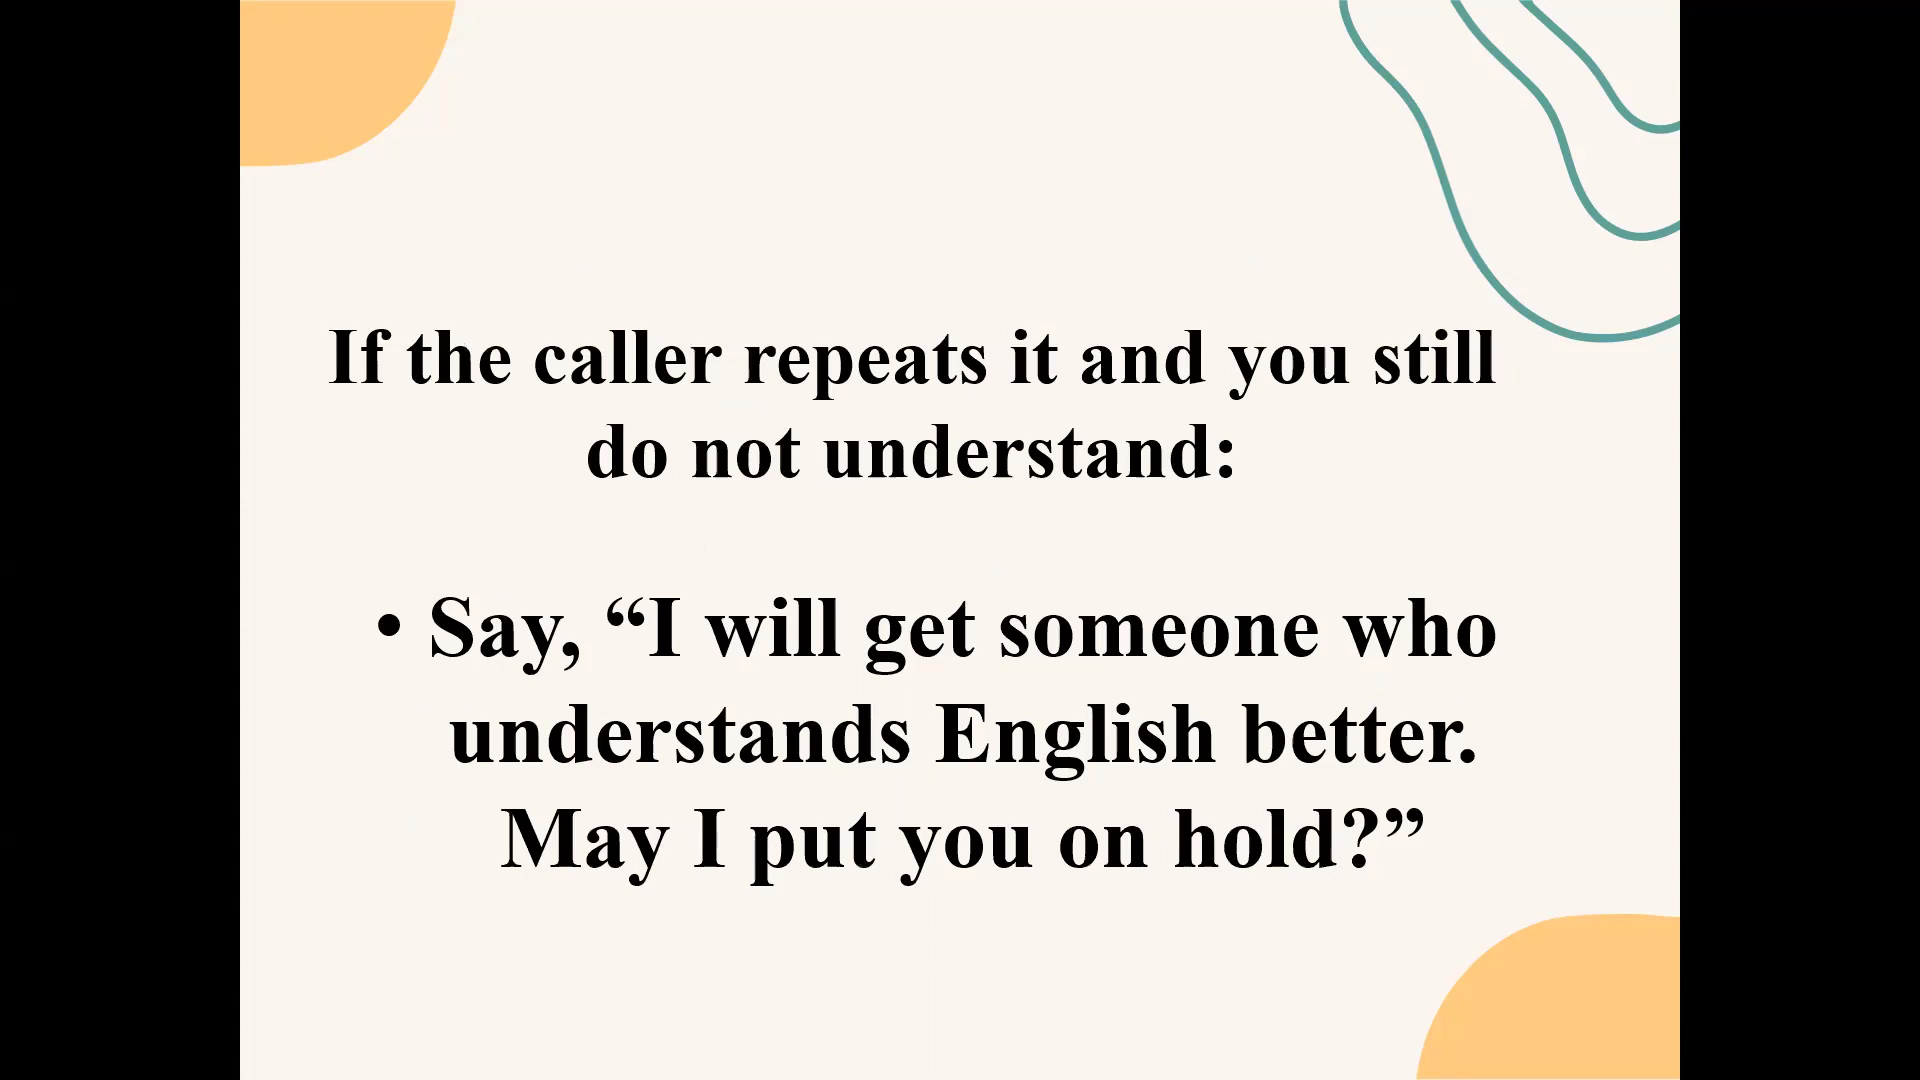 If the caller repeats it and you still
do not understand:
• Say, “I will get someone who
understands English better.
May I put you on hold?”